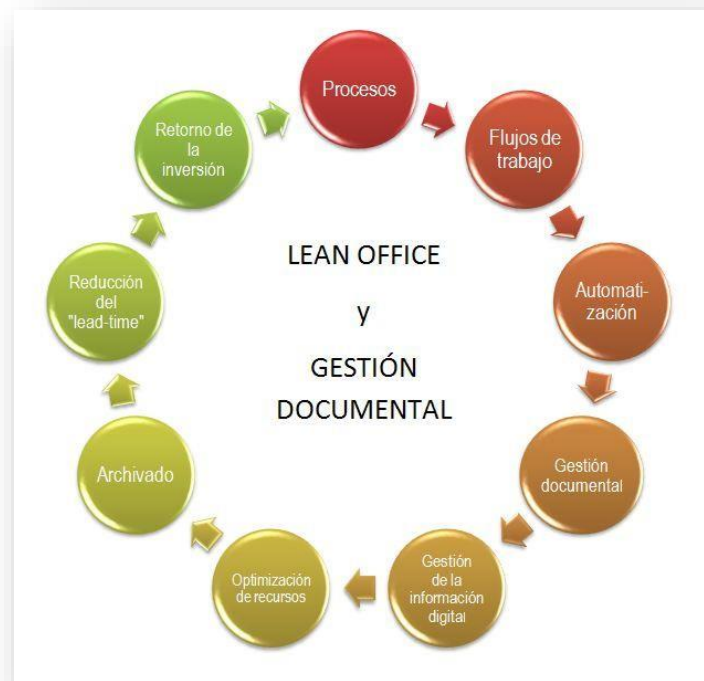 Procesos
Flujos de
trabajo
Automati-
zación
Gestión
documental
Gestión
de la
información
digital
Optimización
de recursos
Archivado
Reducción
del
"lead-time"
Retorno de
la
inversión
LEAN OFFICE
y
GESTIÓN
DOCUMENTAL